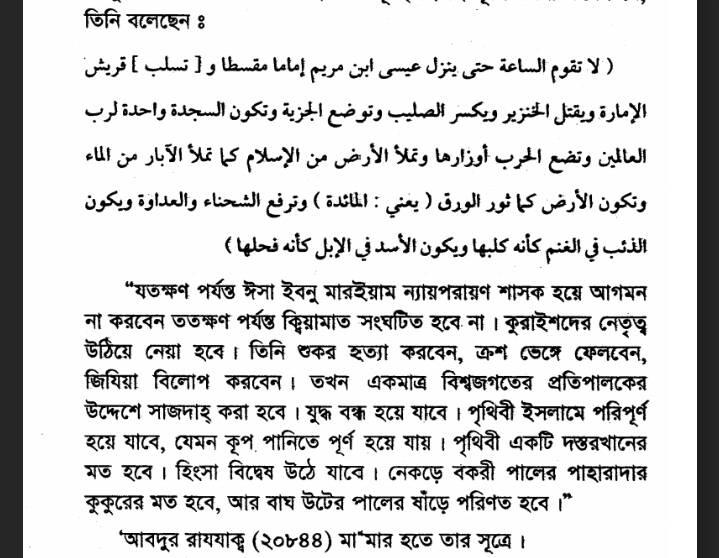 তিনি বলেছেন ঃ
( لا تقوم الساعة حتى ينزل عيسى ابن مريم إماما مقسطا و [ تسلب ] قريش
الإمارة ويقتل الخنزير ويكسر الصليب وتوضع الجزية وتكون السجدة واحدة لرب
العالمين وتضع الحرب أوزارها وتملأ الأرض من الإسلام كما تملأ الآبار من الماء
وتكون الأرض كما ثور الورق ( يعني : المائدة ) وترفع الشحناء والعداوة ويكون
الذئب في الغنم كأنه كلبها ويكون الأسد في الإبل كأنه فحلها )
“যতক্ষণ পর্যন্ত ঈসা ইবনু মারইয়াম ন্যায়পরায়ণ শাসক হয়ে আগমন
না করবেন ততক্ষণ পর্যন্ত ক্বিয়ামাত সংঘটিত হবে না। কুরাইশদের নেতৃত্ব
উঠিয়ে নেয়া হবে। তিনি শুকর হত্যা করবেন, ক্রশ ভেঙ্গে ফেলবেন,
জিযিয়া বিলোপ করবেন। তখন একমাত্র বিশ্বজগতের প্রতিপালকের
উদ্দেশে সাজদাহ্ করা হবে। যুদ্ধ বন্ধ হয়ে যাবে। পৃথিবী ইসলামে পরিপূর্ণ
হয়ে যাবে, যেমন কূপ পানিতে পূর্ণ হয়ে যায়। পৃথিবী একটি দস্তরখানের
মত হবে। হিংসা বিদ্বেষ উঠে যাবে। নেকড়ে বকরী পালের পাহারাদার
কুকুরের মত হবে, আর বাঘ উটের পালের ষাঁড়ে পরিণত হবে।”
‘আবদুর রাযযাক্ব (২০৮৪৪) মা‘মার হতে তার সূত্রে।